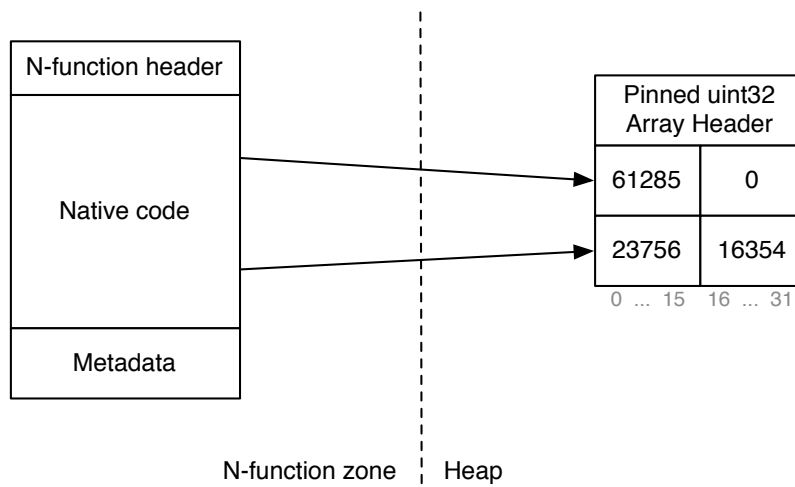 N-function header
Native code
Metadata
Pinned uint32
Array Header
61285 0
23756 16354
0 ... 15 16 ... 31
N-function zone Heap